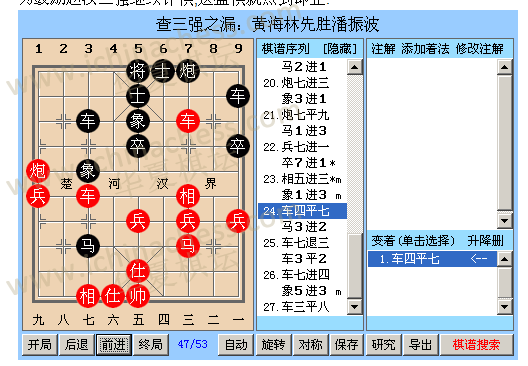 查三强之漏：黄海林先胜潘振波
1 2 3 4 5 6 7 8 9
将 士 炮
士 车
车 象 车
卒 卒
炮 象
楚 河 汉 界
兵 车 相
兵 兵 兵
马 马
仕
相 仕 帅
九 八 七 六 五 四 三 二 一
棋谱序列 [隐藏]
马2进1
20. 炮七进三
象3进1
21. 炮七平九
马1进3
22. 兵七进一
卒7进1*
23. 相五进三*m
象1进3 m
24. 车四平七
马3进2
25. 车七退三
车3平2
26. 车七进四
象5进3 m
27. 车三平八
注解 添加着法 修改注解
变着(单击选择) 升降删
1. 车四平七 <--
开局 后退 前进 终局 47/53 自动 旋转 对称 保存 研究 导出 棋谱搜索